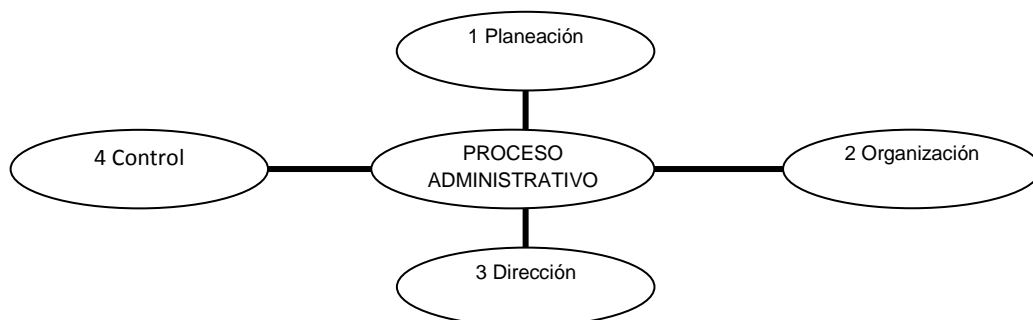 1 Planeación
4 Control
PROCESO
ADMINISTRATIVO
2 Organización
3 Dirección